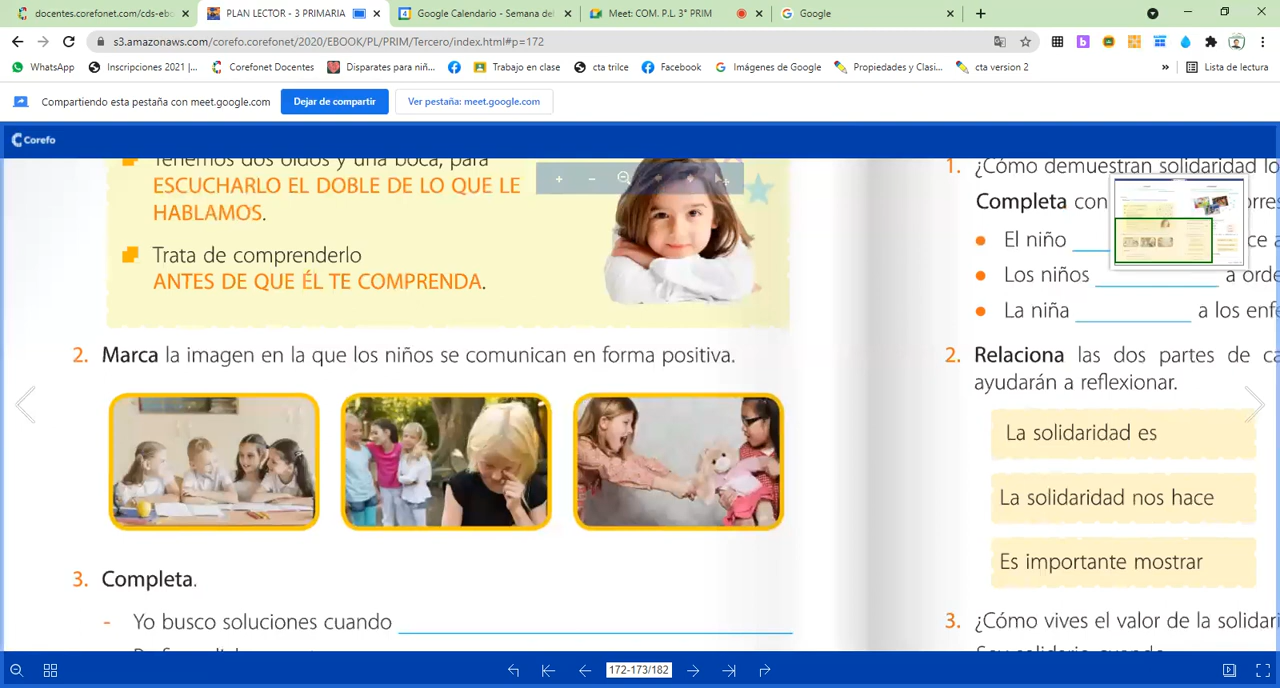 docentes.corefonet.com/cds-ebo
PLAN LECTOR - 3 PRIMARIA
Google Calendario - Semana del
Meet: COM. P.L. 3° PRIM
Google
s3.amazonaws.com/corefo.corefonet/2020/EBOOK/PL/PRIM/Tercero/index.html#p=172
WhatsApp
Inscripciones 2021 |...
Corefonet Docentes
Disparates para niñ...
Trabajo en clase
cta trilce
Facebook
Imágenes de Google
Propiedades y Clasi...
cta version 2
»
Lista de lectura
Compartiendo esta pestaña con meet.google.com
Dejar de compartir
Ver pestaña: meet.google.com
Corefo
Tenemos dos oídos y una boca, para
ESCUCHARLO EL DOBLE DE LO QUE LE
HABLAMOS.
Trata de comprenderlo
ANTES DE QUE ÉL TE COMPRENDA.
2. Marca la imagen en la que los niños se comunican en forma positiva.
3. Completa.
- Yo busco soluciones cuando
1. ¿Cómo demuestran solidaridad lo
Completa con
El niño
Los niños a orde
La niña a los enfe
2. Relaciona las dos partes de ca
ayudarán a reflexionar.
La solidaridad es
La solidaridad nos hace
Es importante mostrar
3. ¿Cómo vives el valor de la solidari
172-173/182